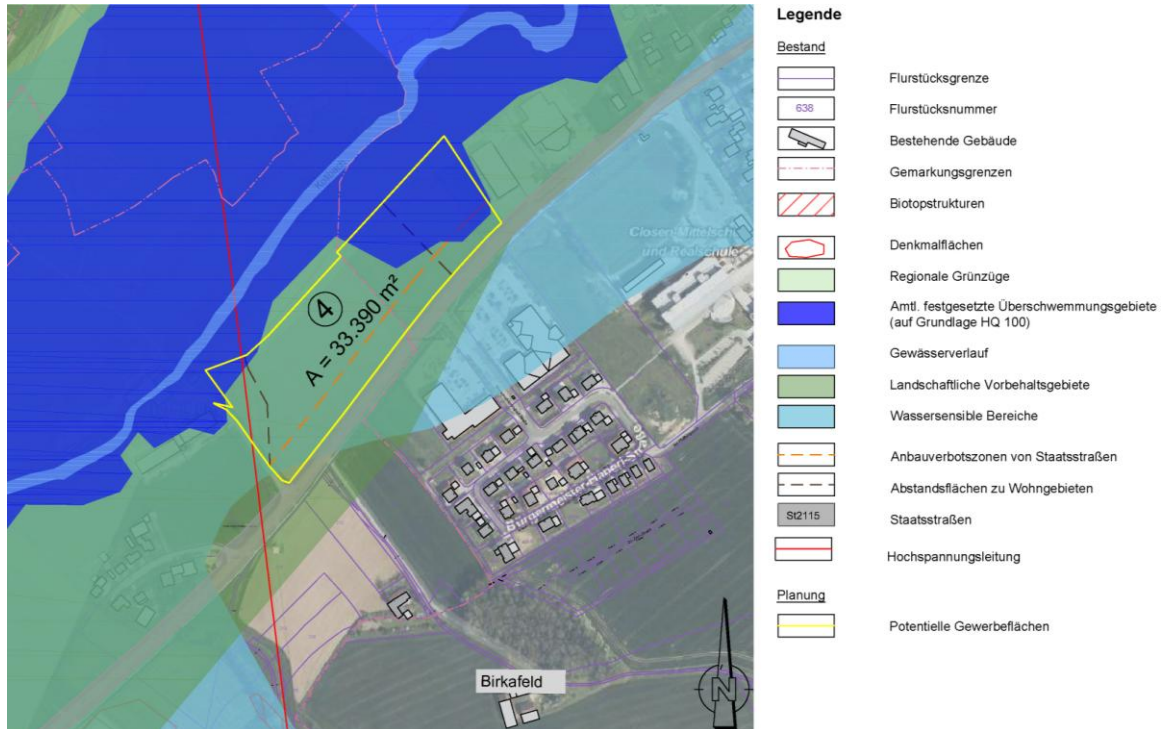 Closen-Mittelsch
und Realschule
4
A = 33.390 m²
Birkafeld
N
Legende
Bestand
Flurstücksgrenze
638
Flurstücksnummer
Bestehende Gebäude
Gemarkungsgrenzen
Biotopstrukturen
Denkmalflächen
Regionale Grünzüge
Amtl. festgesetzte Überschwemmungsgebiete
(auf Grundlage HQ 100)
Gewässerverlauf
Landschaftliche Vorbehaltsgebiete
Wassersensible Bereiche
Anbauverbotszonen von Staatsstraßen
Abstandsflächen zu Wohngebieten
St2115
Staatsstraßen
Hochspannungsleitung
Planung
Potentielle Gewerbeflächen